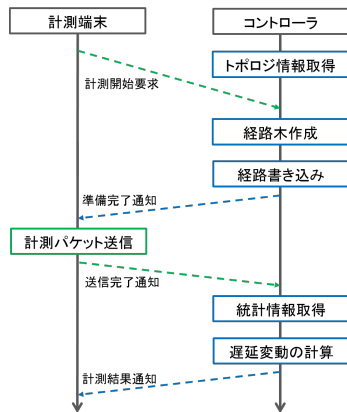 計測端末
コントローラ
トポロジ情報取得
計測開始要求
経路木作成
経路書き込み
準備完了通知
計測パケット送信
送信完了通知
統計情報取得
遅延変動の計算
計測結果通知